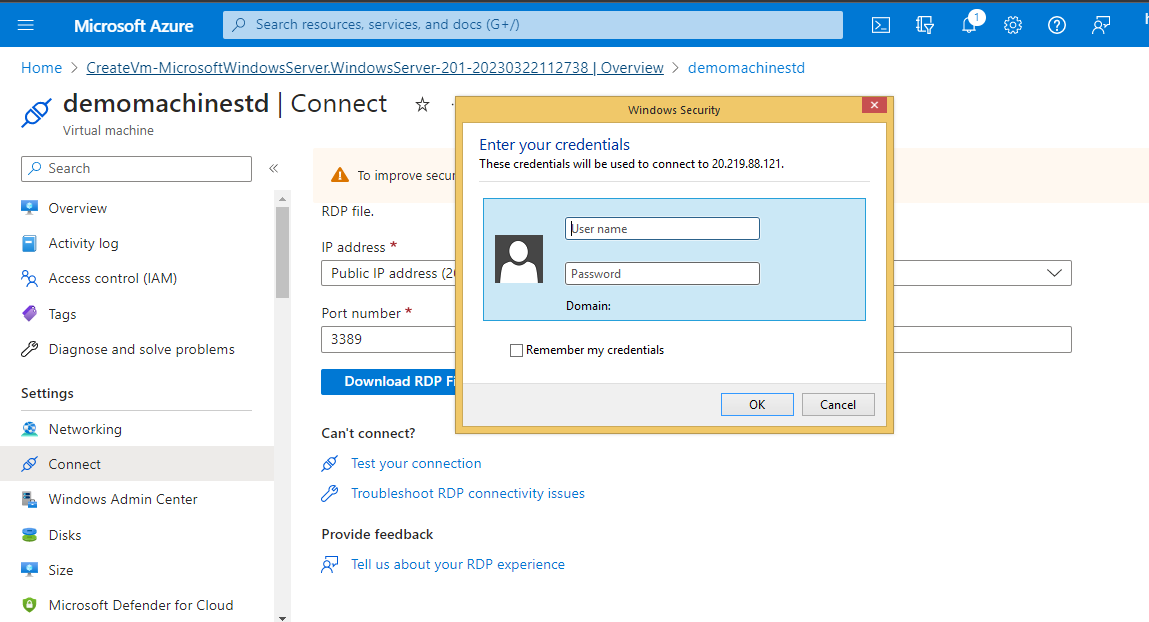 Microsoft Azure
Search resources, services, and docs (G+/)
1
Home > CreateVm-MicrosoftWindowsServer.WindowsServer-201-20230322112738 | Overview > demomachinestd
demomachinestd | Connect
Virtual machine
Search
Overview
Activity log
Access control (IAM)
Tags
Diagnose and solve problems
Settings
Networking
Connect
Windows Admin Center
Disks
Size
Microsoft Defender for Cloud
To improve secur
RDP file.
IP address *
Public IP address (20
Port number *
3389
Download RDP Fi
Can't connect?
Test your connection
Troubleshoot RDP connectivity issues
Provide feedback
Tell us about your RDP experience
Windows Security
Enter your credentials
These credentials will be used to connect to 20.219.88.121.
User name
Password
Domain:
Remember my credentials
OK
Cancel